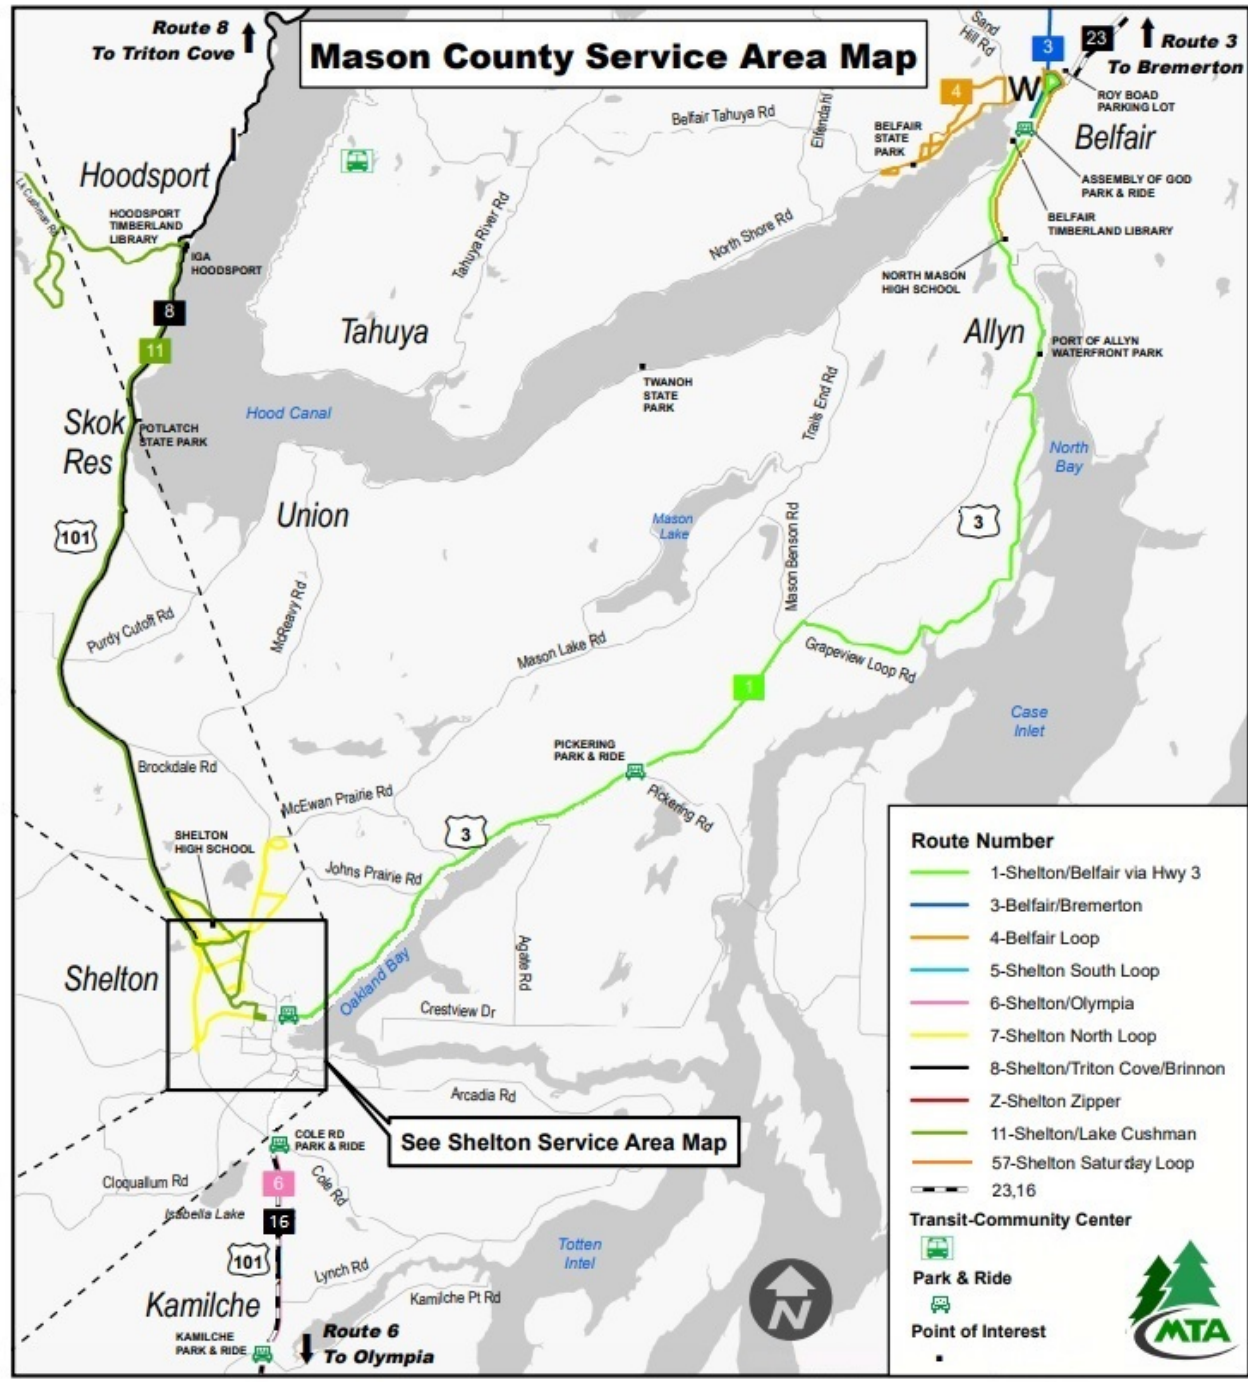 Route 8
To Triton Cove
Mason County Service Area Map
Sand
Hill Rd
3
23
Route 3
To Bremerton
4
W
ROY BOAD
PARKING LOT
Belfair Tahuya Rd
Elfendahl
BELFAIR
STATE
PARK
Belfair
ASSEMBLY OF GOD
PARK & RIDE
BELFAIR
TIMBERLAND LIBRARY
Hoodsport
Lk Cushman Rd
HOODSPORT
TIMBERLAND
LIBRARY
IGA
HOODSPORT
Tahuya River Rd
North Shore Rd
NORTH MASON
HIGH SCHOOL
8
11
Tahuya
Allyn
PORT OF ALLYN
WATERFRONT PARK
TWANOH
STATE
PARK
Trails End Rd
Hood Canal
Skok
Res
POTLATCH
STATE PARK
North
Bay
Union
101
Mason
Lake
Mason Benson Rd
3
McReavy Rd
Purdy Cutoff Rd
Mason Lake Rd
Grapeview Loop Rd
1
Case
Inlet
PICKERING
PARK & RIDE
Brockdale Rd
McEwan Prairie Rd
Pickering Rd
3
SHELTON
HIGH SCHOOL
Johns Prairie Rd
Shelton
Oakland Bay
Agate Rd
Crestview Dr
Arcadia Rd
See Shelton Service Area Map
COLE RD
PARK & RIDE
Cloquallum Rd
6
Cole Rd
Isabella Lake
16
101
Lynch Rd
Totten
Intel
Kamilche
Kamilche Pt Rd
KAMILCHE
PARK & RIDE
Route 6
To Olympia
N
Route Number
1-Shelton/Belfair via Hwy 3
3-Belfair/Bremerton
4-Belfair Loop
5-Shelton South Loop
6-Shelton/Olympia
7-Shelton North Loop
8-Shelton/Triton Cove/Brinnon
Z-Shelton Zipper
11-Shelton/Lake Cushman
57-Shelton Saturday Loop
23,16
Transit-Community Center
Park & Ride
Point of Interest
MTA